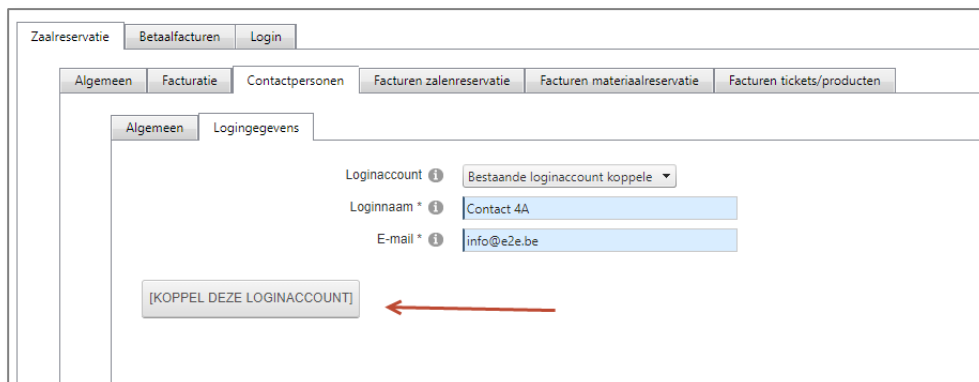 Zaalreservatie Betaalfacturen Login
Algemeen Facturatie Contactpersonen Facturen zalenreservatie Facturen materiaalreservatie Facturen tickets/producten
Algemeen Logingegevens
Loginaccount Bestaande loginaccount koppele
Loginnaam * Contact 4A
E-mail * info@e2e.be
[KOPPEL DEZE LOGINACCOUNT]